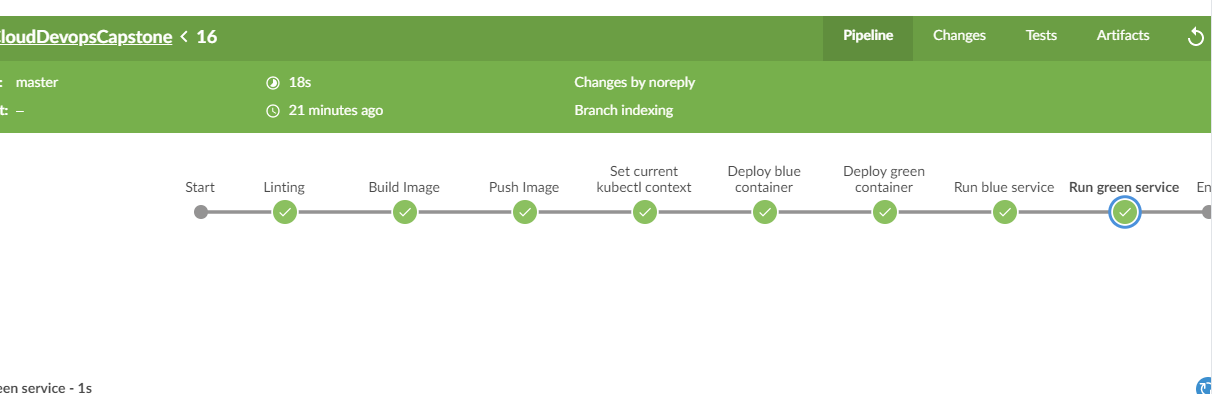 loudDevopsCapstone < 16
Pipeline Changes Tests Artifacts
: master
18s
Changes by noreply
t: –
21 minutes ago
Branch indexing
Start
Linting
Build Image
Push Image
Set current
kubectl context
Deploy blue
container
Deploy green
container
Run blue service
Run green service
En
een service - 1s